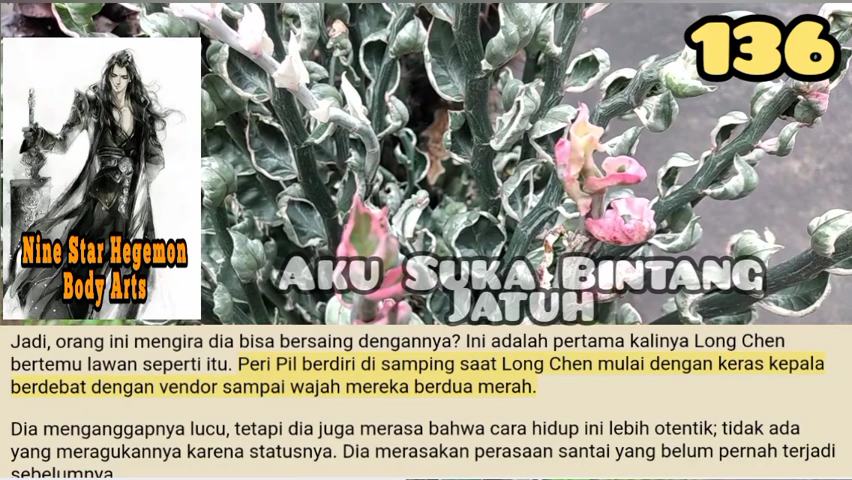 136
Nine Star Hegemon
Body Arts
Aku Suka Bintang
Jatuh
Jadi, orang ini mengira dia bisa bersaing dengannya? Ini adalah pertama kalinya Long Chen
bertemu lawan seperti itu. Peri Pil berdiri di samping saat Long Chen mulai dengan keras kepala
berdebat dengan vendor sampai wajah mereka berdua merah.
Dia menganggapnya lucu, tetapi dia juga merasa bahwa cara hidup ini lebih otentik; tidak ada
yang meragukannya karena statusnya. Dia merasakan perasaan santai yang belum pernah terjadi
sebelumnya.